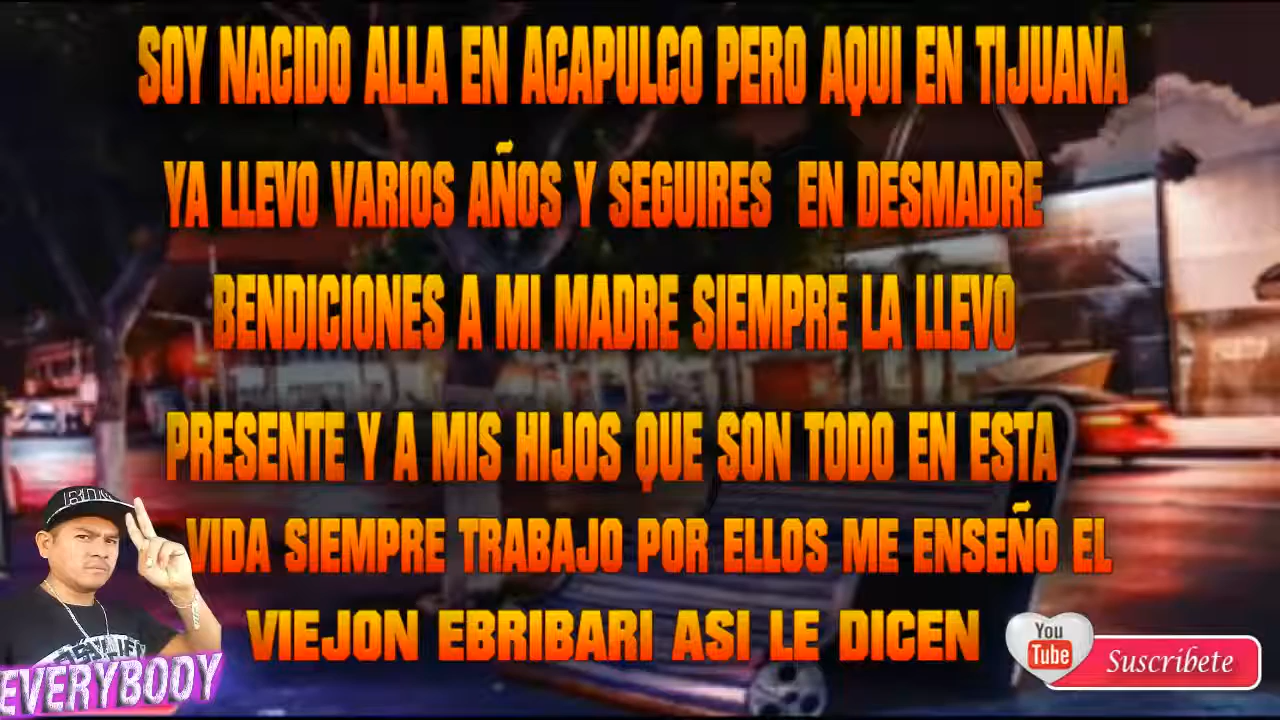 SOY NACIDO ALLA EN ACAPULCO PERO AQUI EN TIJUANA
YA LLEVO VARIOS AÑOS Y SEGUIRES EN DESMADRE
BENDICIONES A MI MADRE SIEMPRE LA LLEVO
PRESENTE Y A MIS HIJOS QUE SON TODO EN ESTA
VIDA SIEMPRE TRABAJO POR ELLOS ME ENSEÑO EL
VIEJON EBRIBARI ASI LE DICEN
EVERYBODY
You
Tube
Suscribete